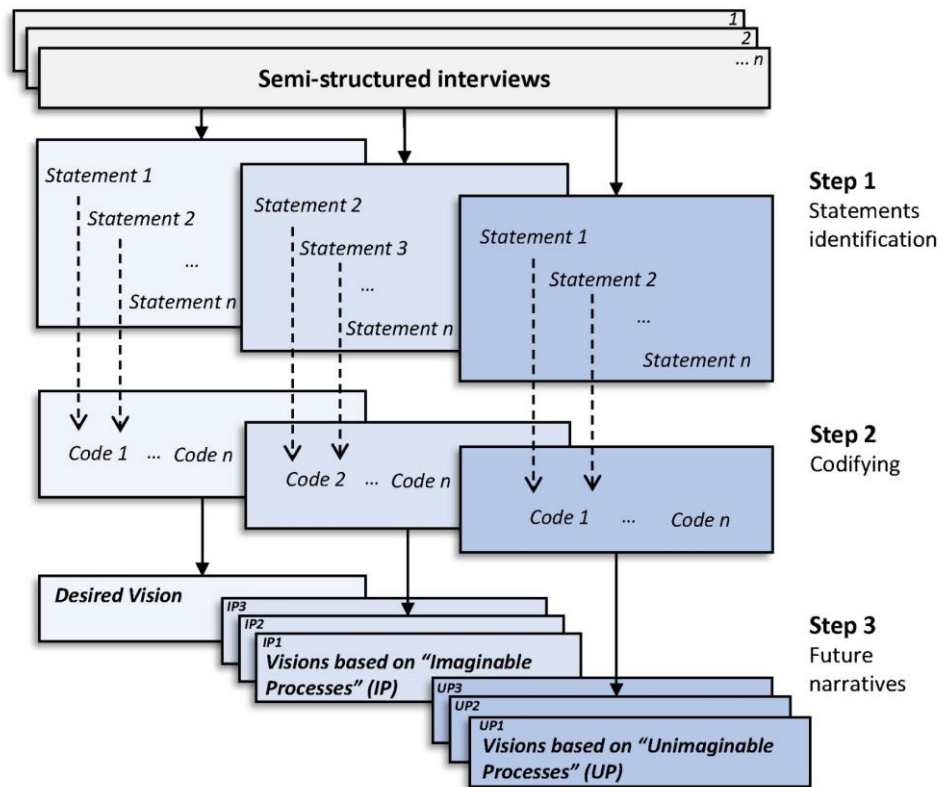 1
2
... n
Semi-structured interviews
Statement 1
Statement 2
...
Statement n
Statement 2
Statement 3
...
Statement n
Statement 1
Statement 2
...
Statement n
Step 1
Statements
identification
Code 1 ... Code n
Code 2 ... Code n
Code 1 ... Code n
Step 2
Codifying
Desired Vision
IP3
IP2
IP1
Visions based on “Imaginable
Processes” (IP)
UP3
UP2
UP1
Visions based on “Unimaginable
Processes” (UP)
Step 3
Future
narratives